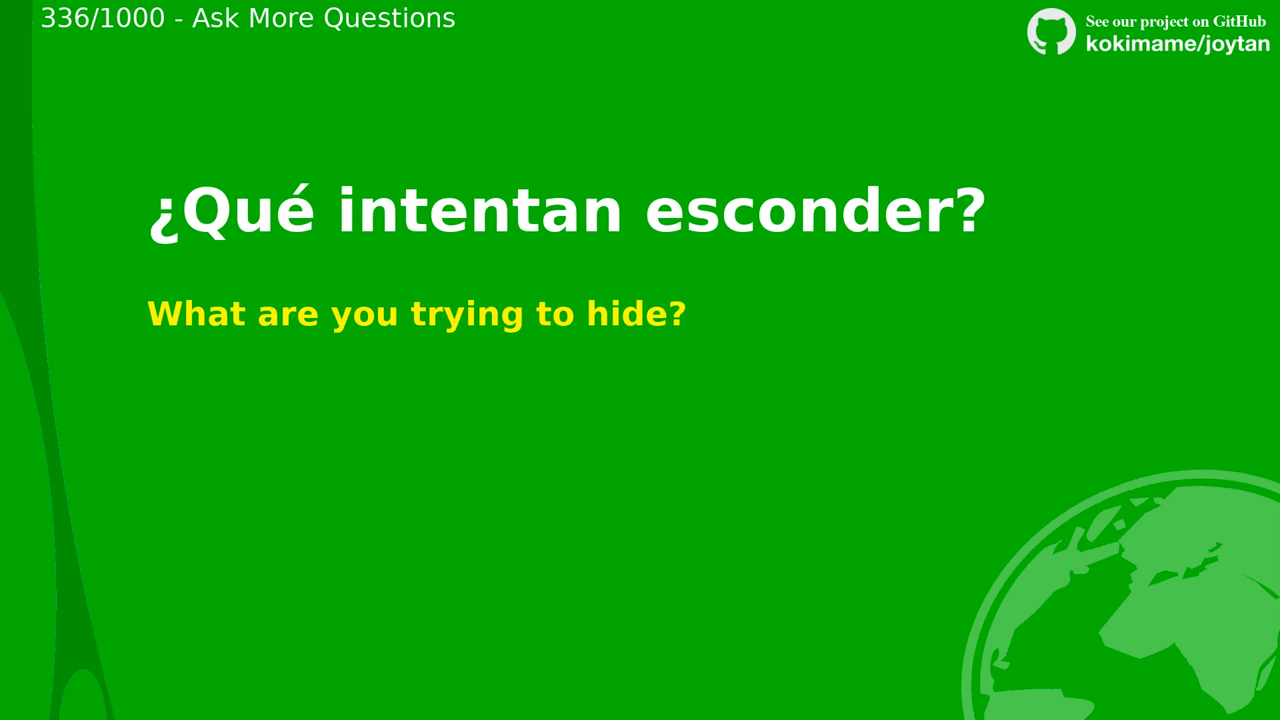 336/1000 - Ask More Questions
See our project on GitHub
kokimame/joytan
¿Qué intentan esconder?
What are you trying to hide?